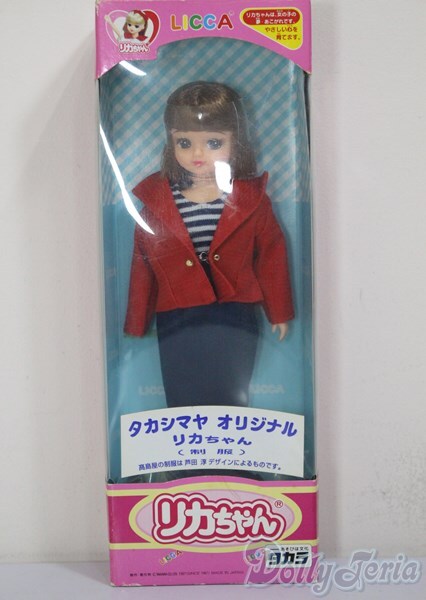 リカちゃん
LICCA
リカちゃんは、女の子の
夢・あこがれです!
やさしい心を
育てます。
LICCA
LICCA
タカシマヤ オリジナル
リカちゃん
(制服)
髙島屋の制服は 芦田 淳 デザインによるものです。
リカちゃん®
タカラ
DollyTeria